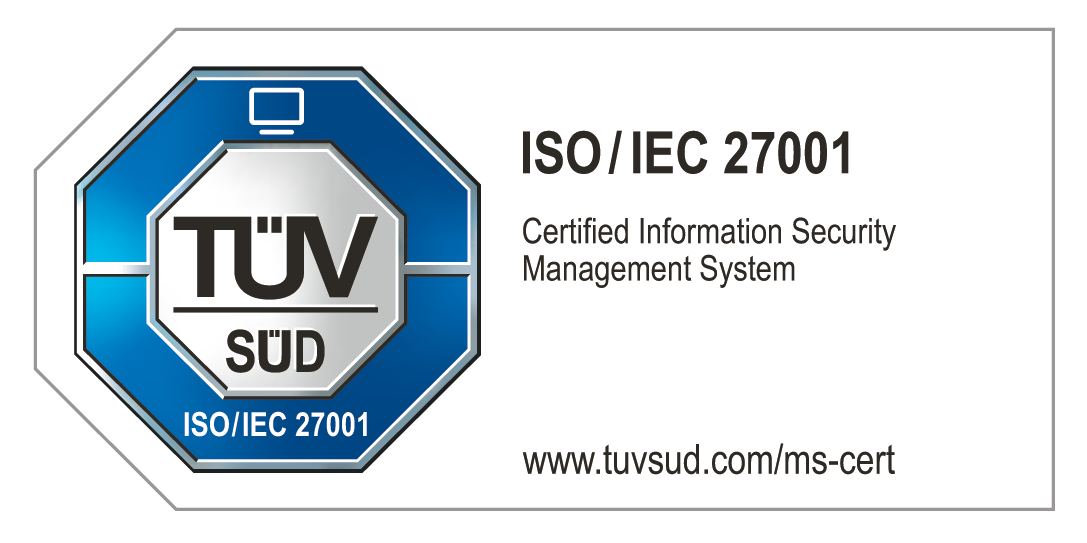 TÜV
SÜD
ISO/IEC 27001
ISO/IEC 27001
Certified Information Security
Management System
www.tuvsud.com/ms-cert